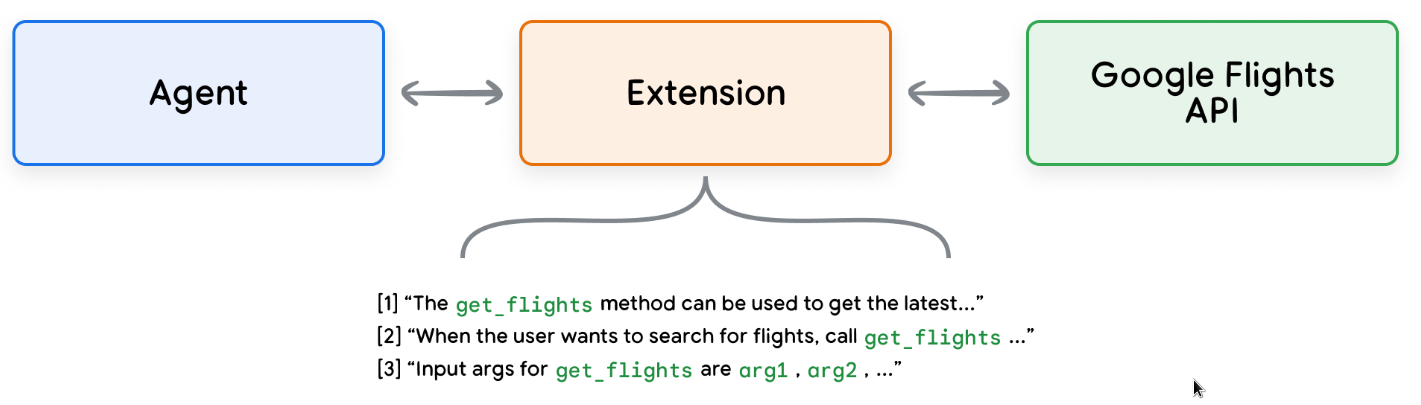 Agent
Extension
Google Flights
API
[1] “The get_flights method can be used to get the latest...”
[2] “When the user wants to search for flights, call get_flights ...”
[3] “Input args for get_flights are arg1 , arg2 , ...”